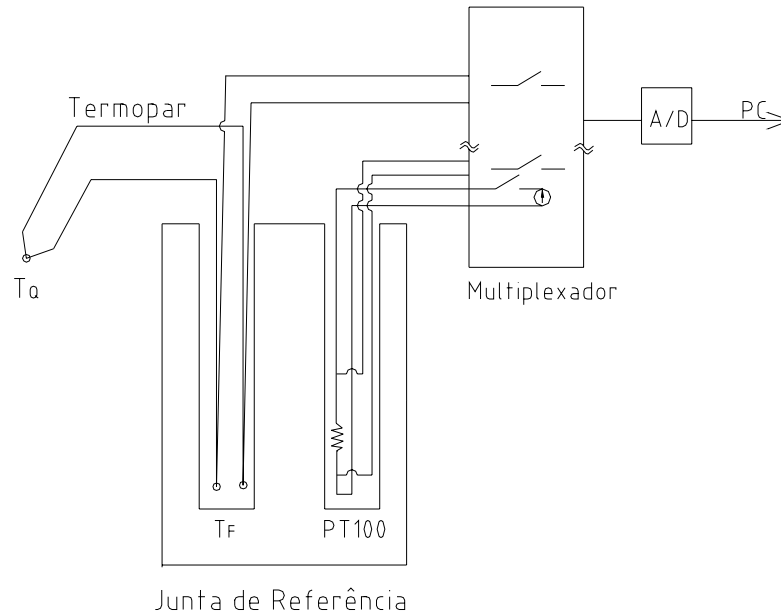 Termopar
A/D
PC
TQ
Multiplexador
TF
PT100
Junta de Referência